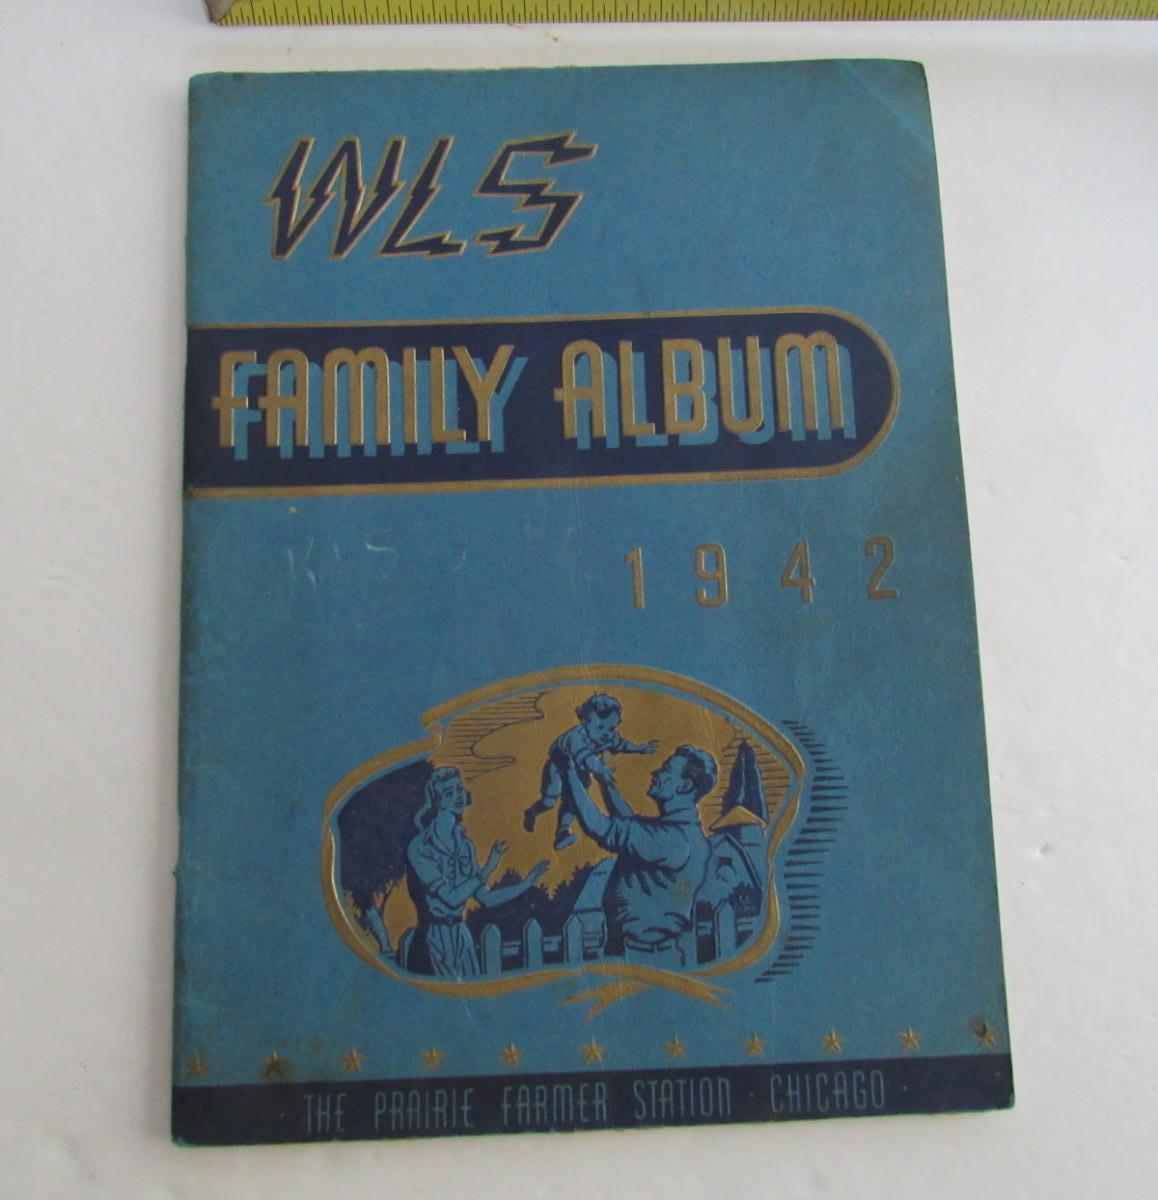 WLS
FAMILY ALBUM
1942
THE PRAIRIE FARMER STATION · CHICAGO